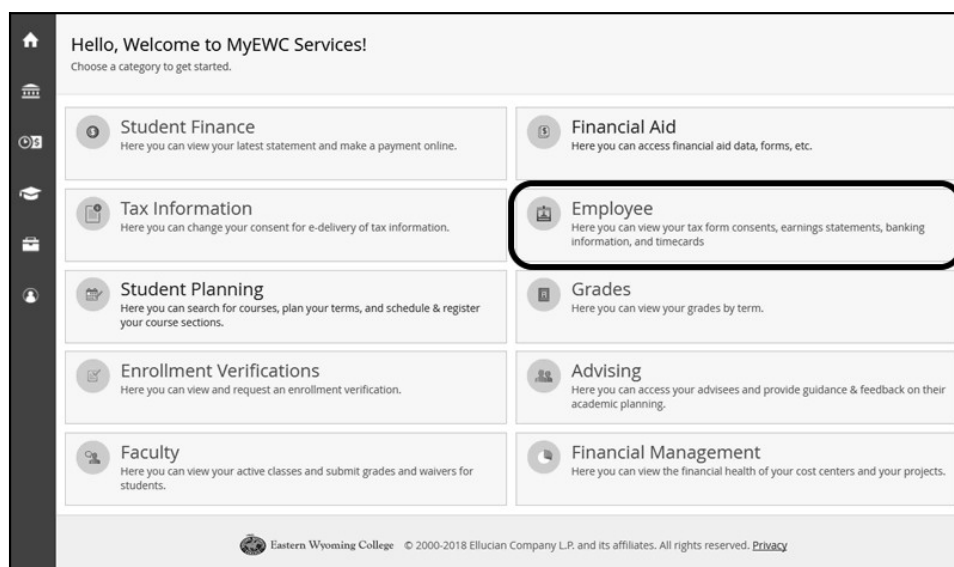 Hello, Welcome to MyEWC Services!
Choose a category to get started.
Student Finance
Here you can view your latest statement and make a payment online.
Financial Aid
Here you can access financial aid data, forms, etc.
Tax Information
Here you can change your consent for e-delivery of tax information.
Employee
Here you can view your tax form consents, earnings statements, banking
information, and timecards
Student Planning
Here you can search for courses, plan your terms, and schedule & register
your course sections.
Grades
Here you can view your grades by term.
Enrollment Verifications
Here you can view and request an enrollment verification.
Advising
Here you can access your advisees and provide guidance & feedback on their
academic planning.
Faculty
Here you can view your active classes and submit grades and waivers for
students.
Financial Management
Here you can view the financial health of your cost centers and your projects.
Eastern Wyoming College © 2000-2018 Ellucian Company L.P. and its affiliates. All rights reserved. Privacy